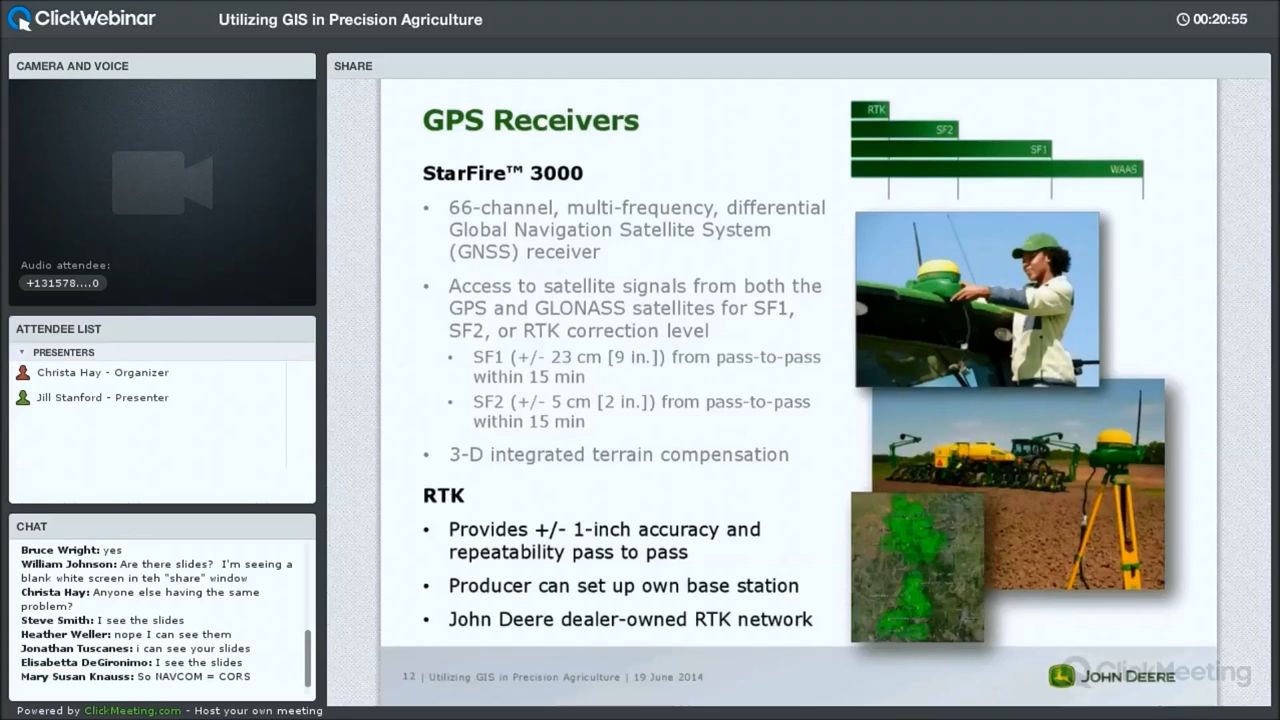 ClickWebinar
Utilizing GIS in Precision Agriculture
00:20:55
CAMERA AND VOICE
Audio attendee:
+131578....0
ATTENDEE LIST
PRESENTERS
Christa Hay - Organizer
Jill Stanford - Presenter
CHAT
Bruce Wright: yes
William Johnson: Are there slides? I'm seeing a
blank white screen in teh "share" window
Christa Hay: Anyone else having the same
problem?
Steve Smith: I see the slides
Heather Weller: nope I can see them
Jonathan Tuscanes: i can see your slides
Elisabetta DeGironimo: I see the slides
Mary Susan Knauss: So NAVCOM = CORS
Powered by ClickMeeting.com - Host your own meeting
SHARE
GPS Receivers
StarFire™ 3000
• 66-channel, multi-frequency, differential
Global Navigation Satellite System
(GNSS) receiver
• Access to satellite signals from both the
GPS and GLONASS satellites for SF1,
SF2, or RTK correction level
• SF1 (+/- 23 cm [9 in.]) from pass-to-pass
within 15 min
• SF2 (+/- 5 cm [2 in.]) from pass-to-pass
within 15 min
• 3-D integrated terrain compensation
RTK
• Provides +/- 1-inch accuracy and
repeatability pass to pass
• Producer can set up own base station
• John Deere dealer-owned RTK network
RTK
SF2
SF1
WAAS
12 | Utilizing GIS in Precision Agriculture | 19 June 2014
JOHN DEERE
ClickMeeting